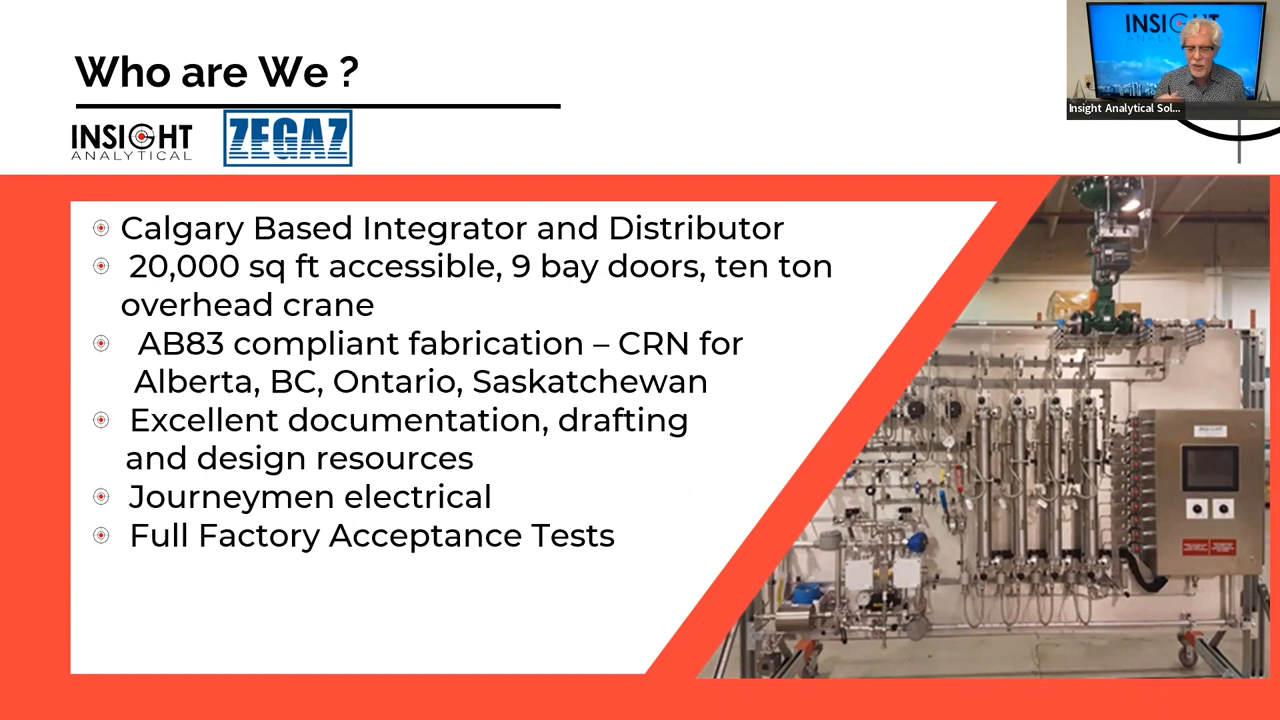 Who are We ?
INSIGHT
ANALYTICAL
ZEGAZ
INSIGHT
Insight Analytical Sol...
Calgary Based Integrator and Distributor
20,000 sq ft accessible, 9 bay doors, ten ton
overhead crane
AB83 compliant fabrication – CRN for
Alberta, BC, Ontario, Saskatchewan
Excellent documentation, drafting
and design resources
Journeymen electrical
Full Factory Acceptance Tests